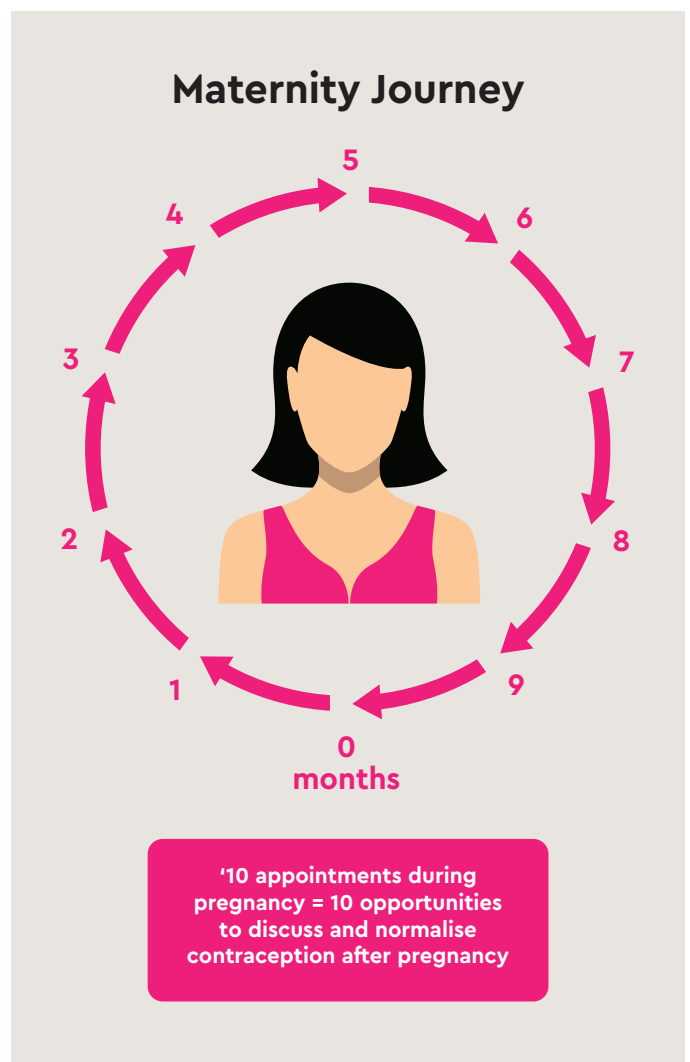 Maternity Journey
5
4
6
3
7
2
8
1
9
0
months
‘10 appointments during
pregnancy = 10 opportunities
to discuss and normalise
contraception after pregnancy